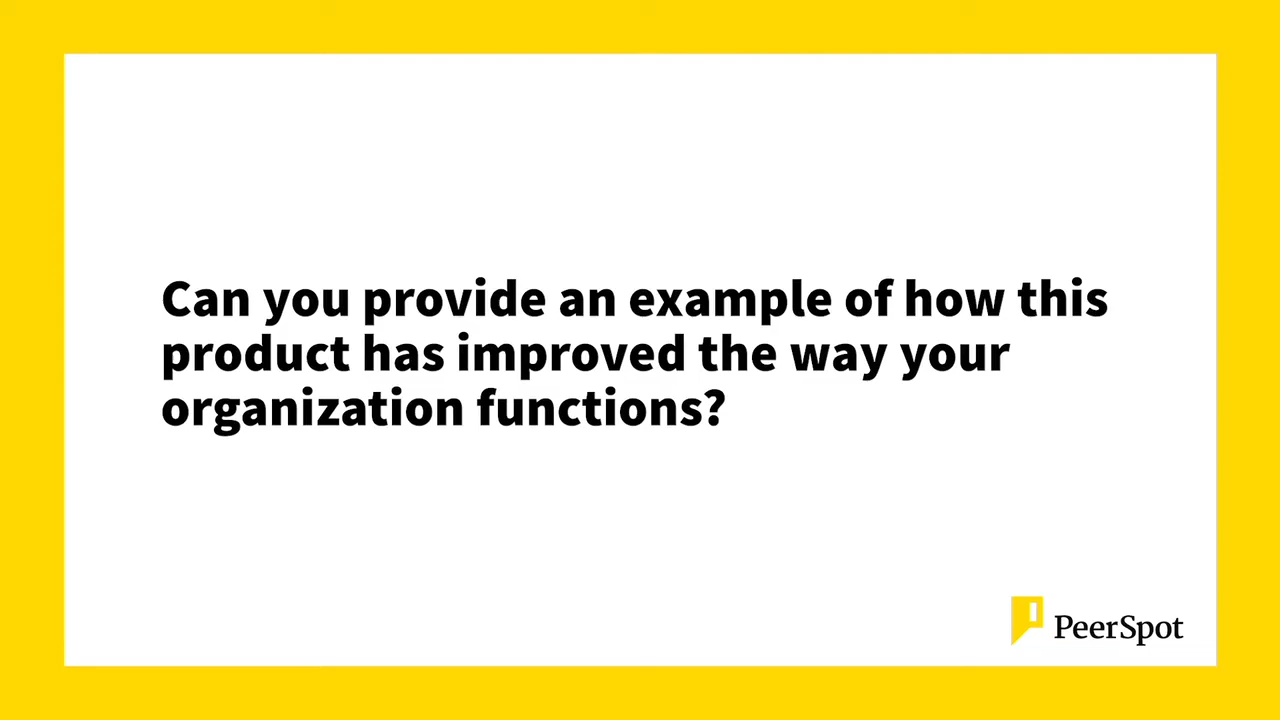 Can you provide an example of how this
product has improved the way your
organization functions?
PeerSpot